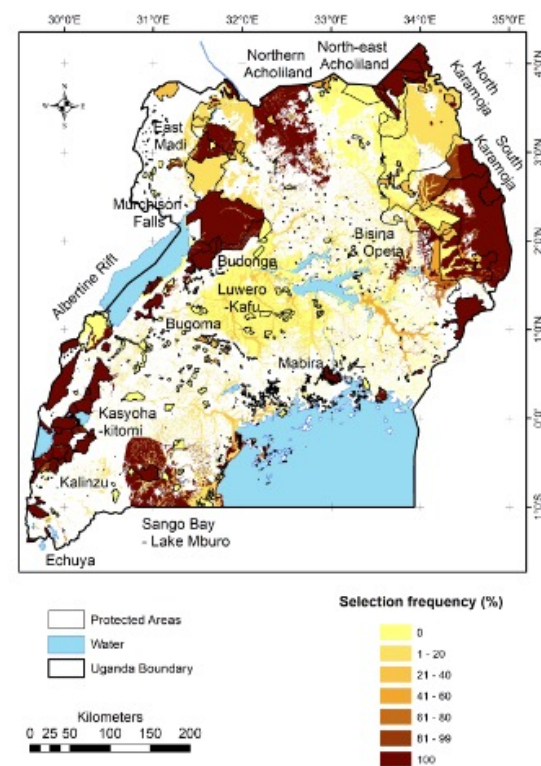 30°0'E 31°0'E 32°0'E 33°0'E 34°0'E 35°0'E
Northern
Acholiland
North-east
Acholiland
North
Karamoja
South
Karamoja
N
W E
S
East
Madi
Murchison
Falls
Albertine Rift
Budongo
Bisina
& Opeta
Luwero
-Kafu
Bugoma
Mabira
Kasyoha
-kitomi
Kalinzu
Sango Bay
- Lake Mburo
Echuya
4°0'N
3°0'N
2°0'N
1°0'N
0°0'N
1°0'S
Protected Areas
Water
Uganda Boundary
Kilometers
0 25 50 100 150 200
Selection frequency (%)
0
1 - 20
21 - 40
41 - 60
61 - 80
81 - 99
100